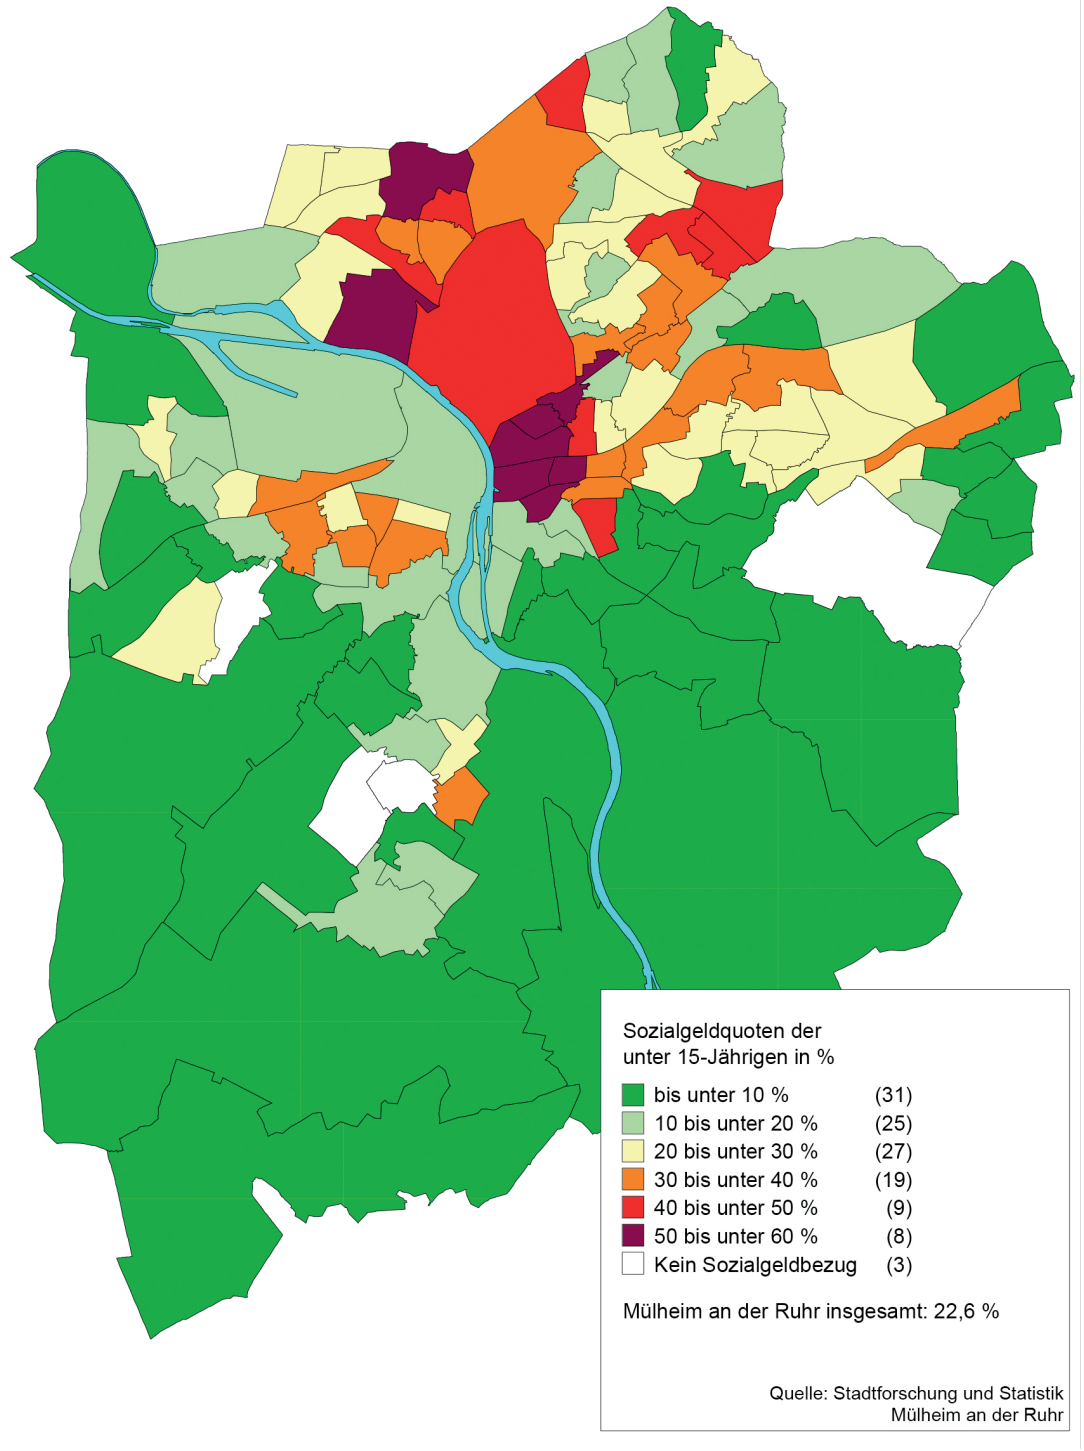 Sozialgeldquoten der
unter 15-Jährigen in %
bis unter 10 % (31)
10 bis unter 20 % (25)
20 bis unter 30 % (27)
30 bis unter 40 % (19)
40 bis unter 50 % (9)
50 bis unter 60 % (8)
Kein Sozialgeldbezug (3)
Mülheim an der Ruhr insgesamt: 22,6 %
Quelle: Stadtforschung und Statistik
Mülheim an der Ruhr